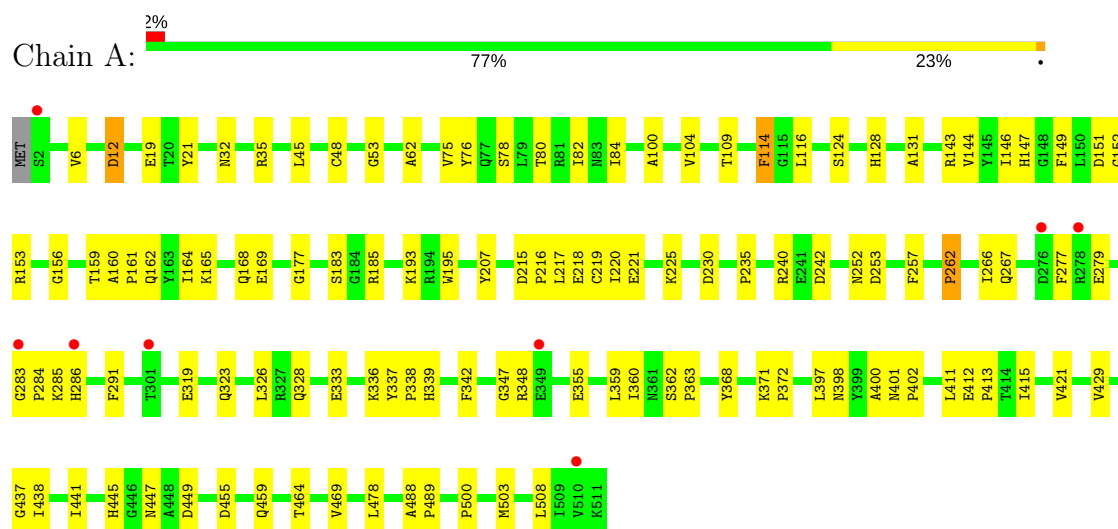 2%
Chain A:
77% 23% •
MET S2 V6 D12 E19 T20 Y21 N32 R35 L45 C48 G53 A62 V75 Y76 Q77 S78 L79 T80 R81 I82 N83 I84 A100 V104 T109 F114 G115 L116 S124 H128 A131 R143 V144 Y145 I146 H147 G148 F149 L150 D151 G152
R153 G156 T159 A160 P161 Q162 Y163 I164 K165 Q168 E169 G177 S183 G184 R185 K193 R194 W195 Y207 D215 P216 L217 E218 C219 I220 E221 K225 D230 P235 R240 E241 D242 N252 D253 F257 P262 I266 Q267 D276 F277 R278 E279
G283 P284 K285 H286 F291 T301 E319 Q323 L326 R327 Q328 E333 K336 Y337 P338 H339 F342 G347 R348 E349 E355 L359 I360 N361 S362 P363 Y368 K371 P372 L397 N398 Y399 A400 N401 P402 L411 E412 P413 T414 I415 V421 V429
G437 I438 I441 H445 G446 N447 A448 D449 D455 Q459 T464 V469 L478 A488 P489 P500 M503 L508 I509 V510 K511